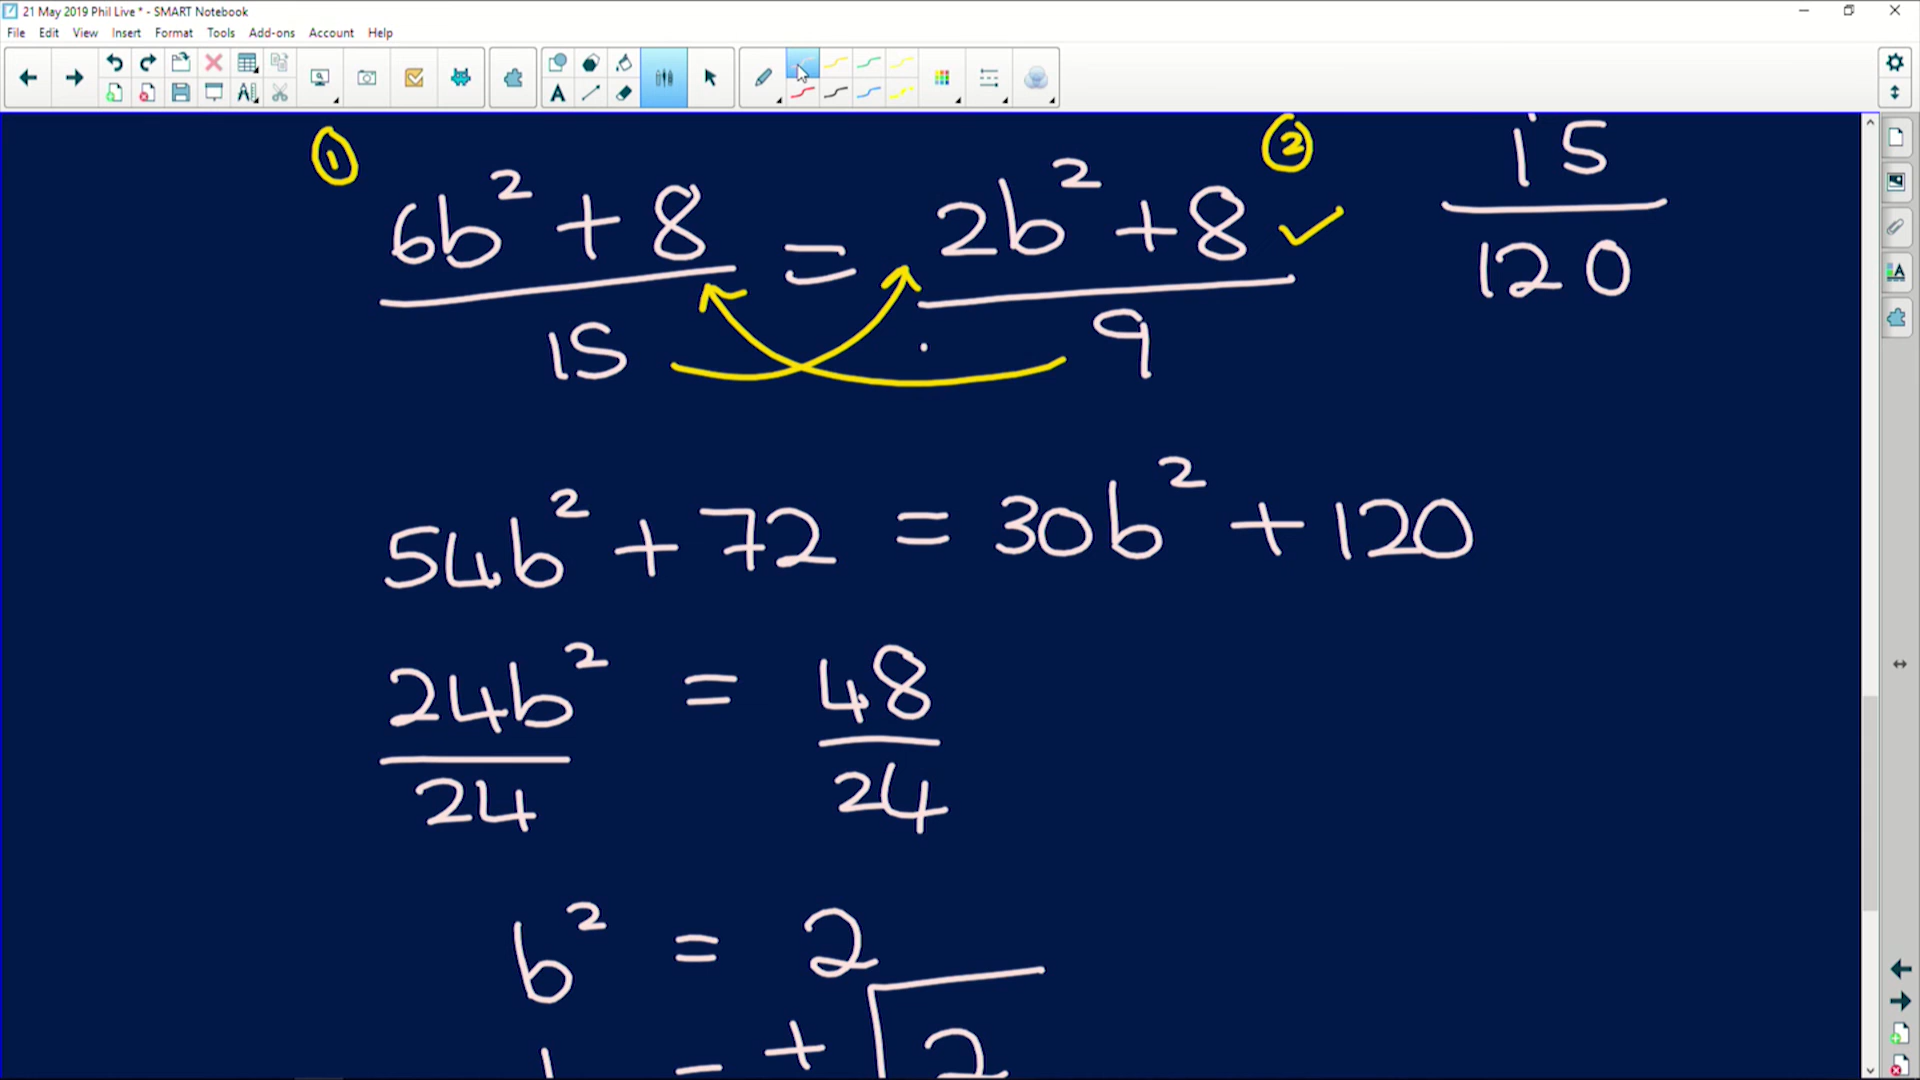 21 May 2019 Phil Live * - SMART Notebook
File Edit View Insert Format Tools Add-ons Account Help
① ②
6b² + 8 = 2b² + 8 ✓
15 9
15
120
54b² + 72 = 30b² + 120
24b² = 48
24 24
b² = 2
= + √2